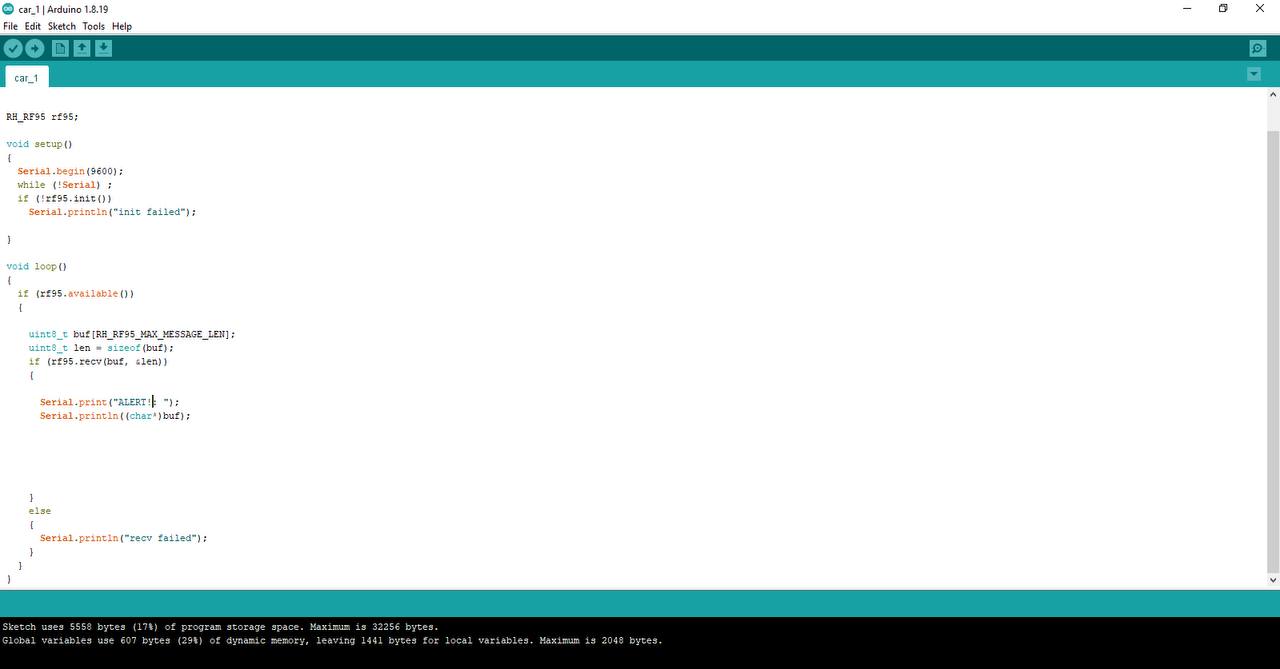 car_1 | Arduino 1.8.19
File Edit Sketch Tools Help
car_1
RH_RF95 rf95;
void setup()
{
Serial.begin(9600);
while (!Serial) ;
if (!rf95.init())
Serial.println("init failed");
}
void loop()
{
if (rf95.available())
{
uint8_t buf[RH_RF95_MAX_MESSAGE_LEN];
uint8_t len = sizeof(buf);
if (rf95.recv(buf, &len))
{
Serial.print("ALERT!: ");
Serial.println((char*)buf);
}
else
{
Serial.println("recv failed");
}
}
}
Sketch uses 5558 bytes (17%) of program storage space. Maximum is 32256 bytes.
Global variables use 607 bytes (29%) of dynamic memory, leaving 1441 bytes for local variables. Maximum is 2048 bytes.